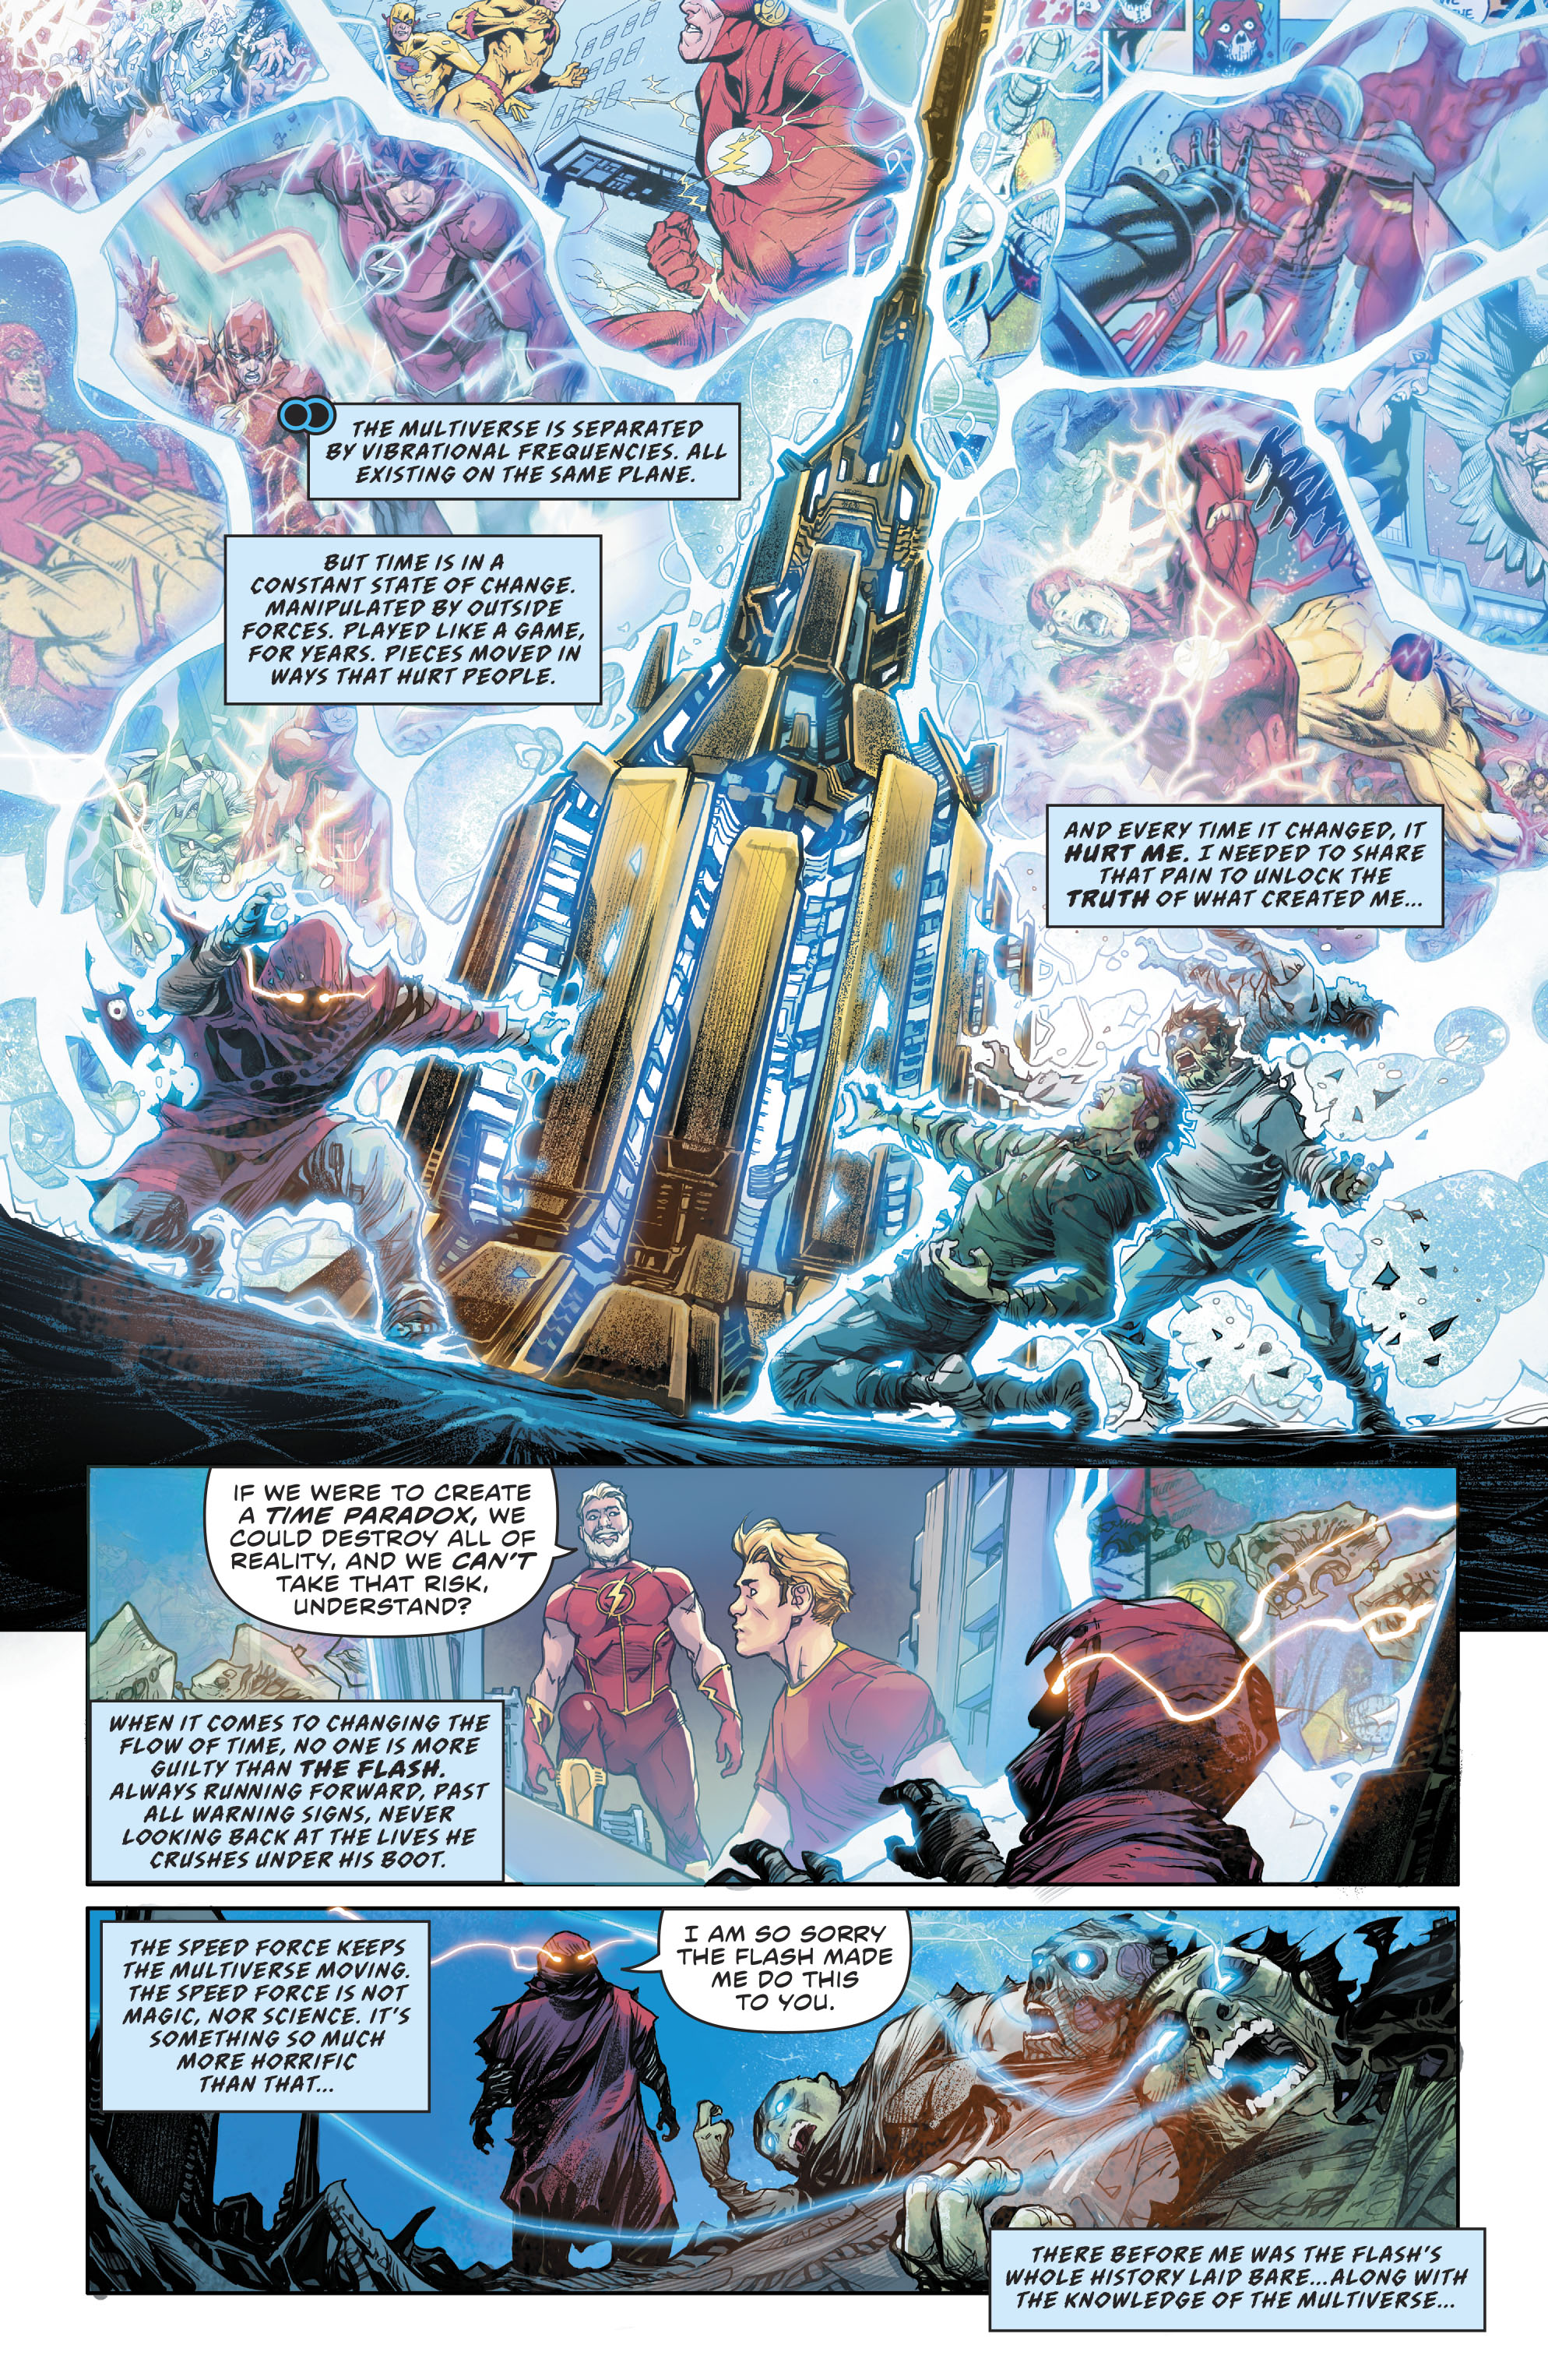 THE MULTIVERSE IS SEPARATED
BY VIBRATIONAL FREQUENCIES. ALL
EXISTING ON THE SAME PLANE.
BUT TIME IS IN A
CONSTANT STATE OF CHANGE.
MANIPULATED BY OUTSIDE
FORCES. PLAYED LIKE A GAME,
FOR YEARS. PIECES MOVED IN
WAYS THAT HURT PEOPLE.
AND EVERY TIME IT CHANGED, IT
HURT ME. I NEEDED TO SHARE
THAT PAIN TO UNLOCK THE
TRUTH OF WHAT CREATED ME...
IF WE WERE TO CREATE
A TIME PARADOX, WE
COULD DESTROY ALL OF
REALITY, AND WE CAN'T
TAKE THAT RISK,
UNDERSTAND?
WHEN IT COMES TO CHANGING THE
FLOW OF TIME, NO ONE IS MORE
GUILTY THAN THE FLASH.
ALWAYS RUNNING FORWARD, PAST
ALL WARNING SIGNS, NEVER
LOOKING BACK AT THE LIVES HE
CRUSHES UNDER HIS BOOT.
THE SPEED FORCE KEEPS
THE MULTIVERSE MOVING.
THE SPEED FORCE IS NOT
MAGIC, NOR SCIENCE. IT'S
SOMETHING SO MUCH
MORE HORRIFIC
THAN THAT...
I AM SO SORRY
THE FLASH MADE
ME DO THIS
TO YOU.
THERE BEFORE ME WAS THE FLASH'S
WHOLE HISTORY LAID BARE...ALONG WITH
THE KNOWLEDGE OF THE MULTIVERSE...